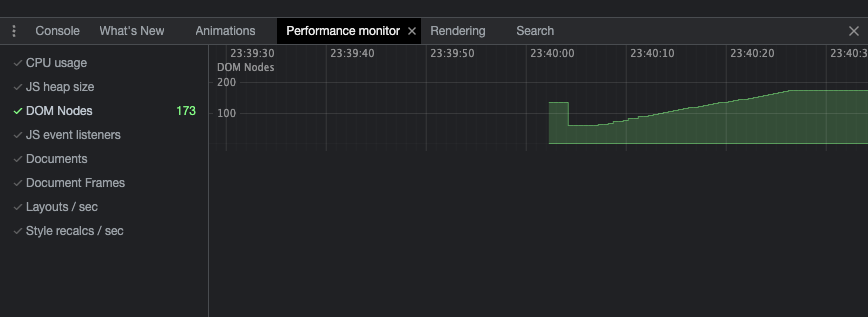 Console What's New Animations Performance monitor Rendering Search
CPU usage
JS heap size
DOM Nodes 173
JS event listeners
Documents
Document Frames
Layouts / sec
Style recalcs / sec
23:39:30 23:39:40 23:39:50 23:40:00 23:40:10 23:40:20 23:40:3
DOM Nodes
200
100